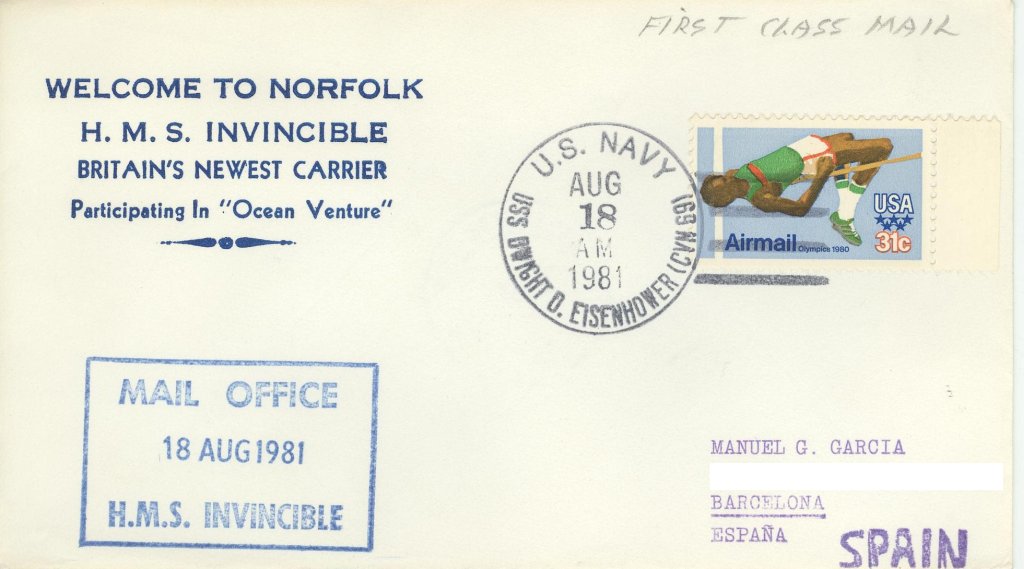 FIRST CLASS MAIL
WELCOME TO NORFOLK
H. M. S. INVINCIBLE
BRITAIN'S NEWEST CARRIER
Participating In "Ocean Venture"
U.S. NAVY
AUG
18
AM
1981
USS DWIGHT D. EISENHOWER (CVN 69)
USA
31c
Airmail Olympics 1980
MAIL OFFICE
18 AUG 1981
H.M.S. INVINCIBLE
MANUEL G. GARCIA
BARCELONA
ESPAÑA
SPAIN